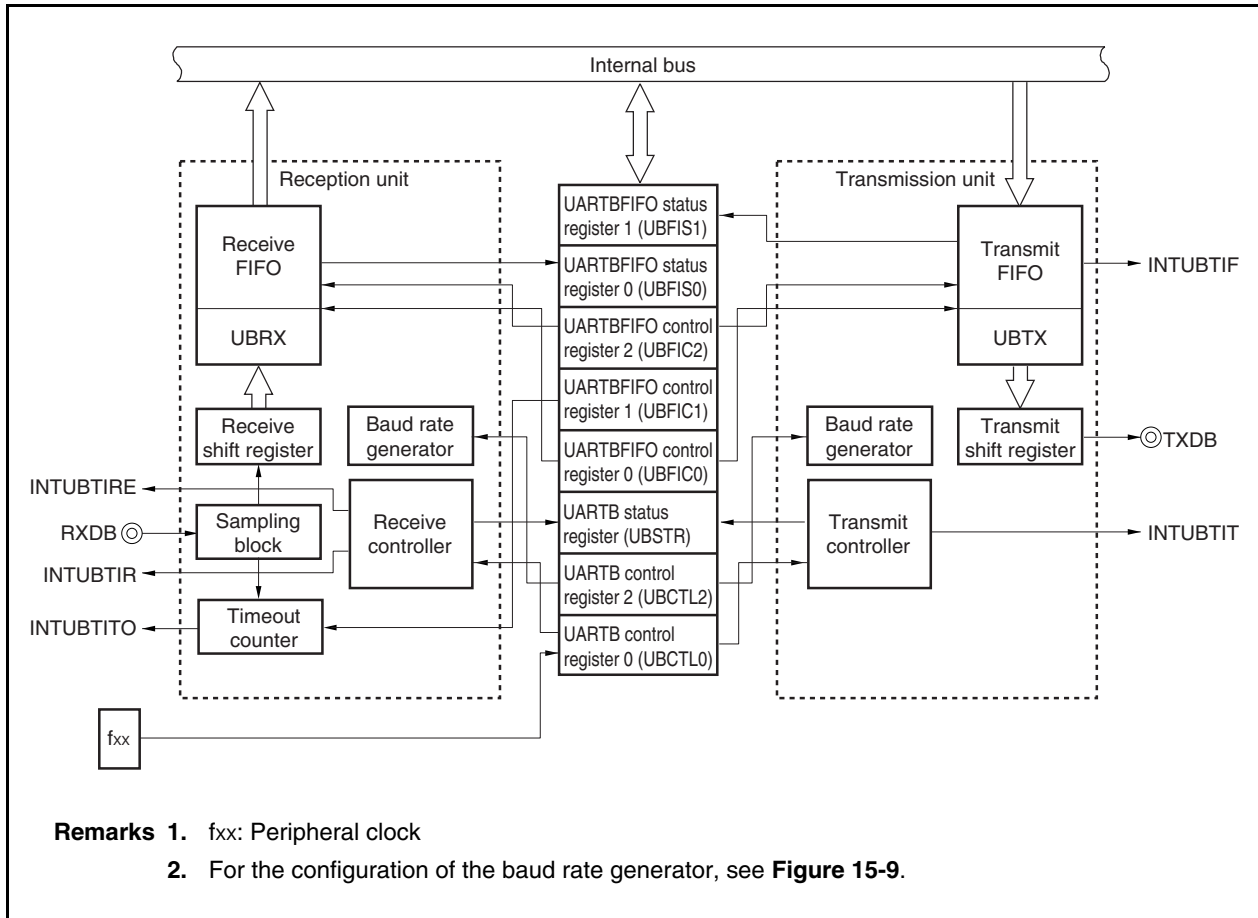 Internal bus
Reception unit
Receive
FIFO
UBRX
Receive
shift register
Baud rate
generator
INTUBTIRE
RXDB
Sampling
block
Receive
controller
INTUBTIR
INTUBTITO
Timeout
counter
fxx
UARTBFIFO status
register 1 (UBFIS1)
UARTBFIFO status
register 0 (UBFIS0)
UARTBFIFO control
register 2 (UBFIC2)
UARTBFIFO control
register 1 (UBFIC1)
UARTBFIFO control
register 0 (UBFIC0)
UARTB status
register (UBSTR)
UARTB control
register 2 (UBCTL2)
UARTB control
register 0 (UBCTL0)
Transmission unit
Transmit
FIFO
UBTX
INTUBTIF
Baud rate
generator
Transmit
shift register
TXDB
Transmit
controller
INTUBTIT
Remarks 1. fxx: Peripheral clock
2. For the configuration of the baud rate generator, see Figure 15-9.